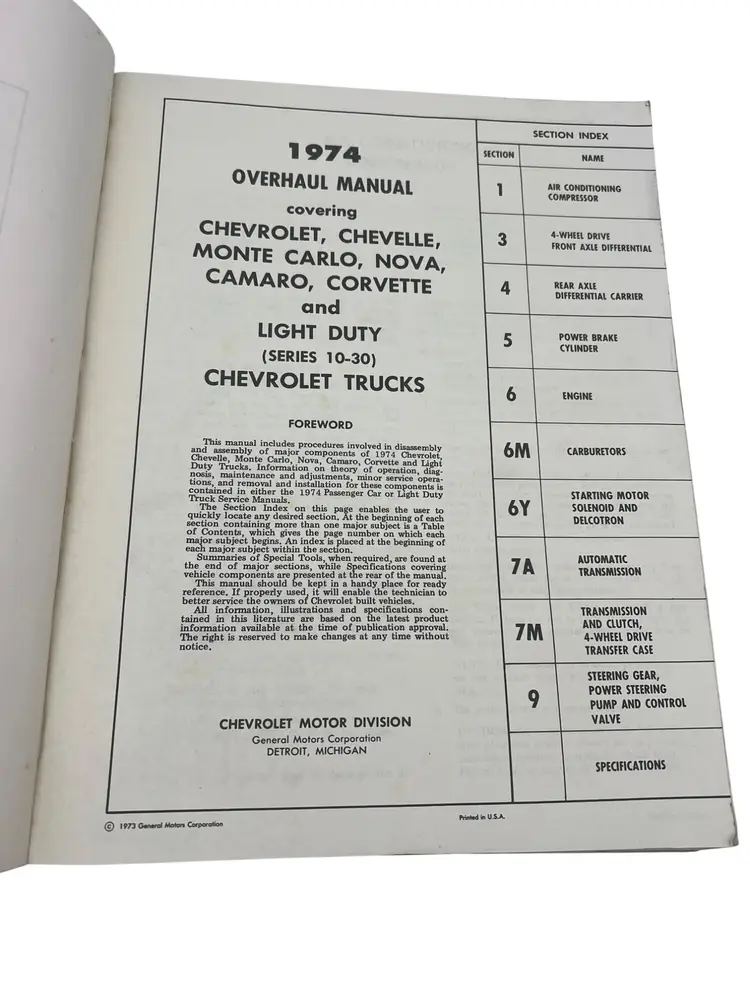 1974
OVERHAUL MANUAL
covering
CHEVROLET, CHEVELLE,
MONTE CARLO, NOVA,
CAMARO, CORVETTE
and
LIGHT DUTY
(SERIES 10-30)
CHEVROLET TRUCKS
FOREWORD
This manual includes procedures involved in disassembly
and assembly of major components of 1974 Chevrolet,
Chevelle, Monte Carlo, Nova, Camaro, Corvette and Light
Duty Trucks. Information on theory of operation, diag-
nosis, maintenance and adjustments, minor service opera-
tions, and removal and installation for these components is
contained in either the 1974 Passenger Car or Light Duty
Truck Service Manuals.
The Section Index on this page enables the user to
quickly locate any desired section. At the beginning of each
section containing more than one major subject is a Table
of Contents, which gives the page number on which each
major subject begins. An index is placed at the beginning of
each major subject within the section.
Summaries of Special Tools, when required, are found at
the end of major sections, while Specifications covering
vehicle components are presented at the rear of the manual.
This manual should be kept in a handy place for ready
reference. If properly used, it will enable the technician to
better service the owners of Chevrolet built vehicles.
All information, illustrations and specifications con-
tained in this literature are based on the latest product
information available at the time of publication approval.
The right is reserved to make changes at any time without
notice.
CHEVROLET MOTOR DIVISION
General Motors Corporation
DETROIT, MICHIGAN
SECTION INDEX
SECTION NAME
1 AIR CONDITIONING
COMPRESSOR
3 4-WHEEL DRIVE
FRONT AXLE DIFFERENTIAL
4 REAR AXLE
DIFFERENTIAL CARRIER
5 POWER BRAKE
CYLINDER
6 ENGINE
6M CARBURETORS
6Y STARTING MOTOR
SOLENOID AND
DELCOTRON
7A AUTOMATIC
TRANSMISSION
7M TRANSMISSION
AND CLUTCH,
4-WHEEL DRIVE
TRANSFER CASE
9 STEERING GEAR,
POWER STEERING
PUMP AND CONTROL
VALVE
SPECIFICATIONS
© 1973 General Motors Corporation
Printed in U.S.A.